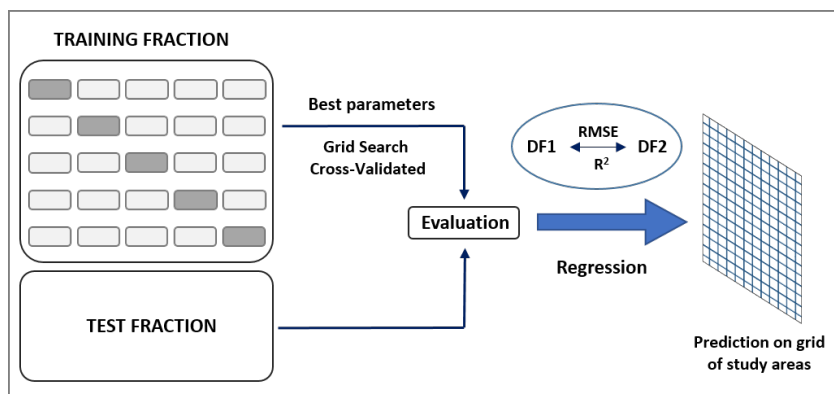 TRAINING FRACTION
Best parameters
Grid Search
Cross-Validated
RMSE
DF1
DF2
R²
Evaluation
Regression
TEST FRACTION
Prediction on grid
of study areas